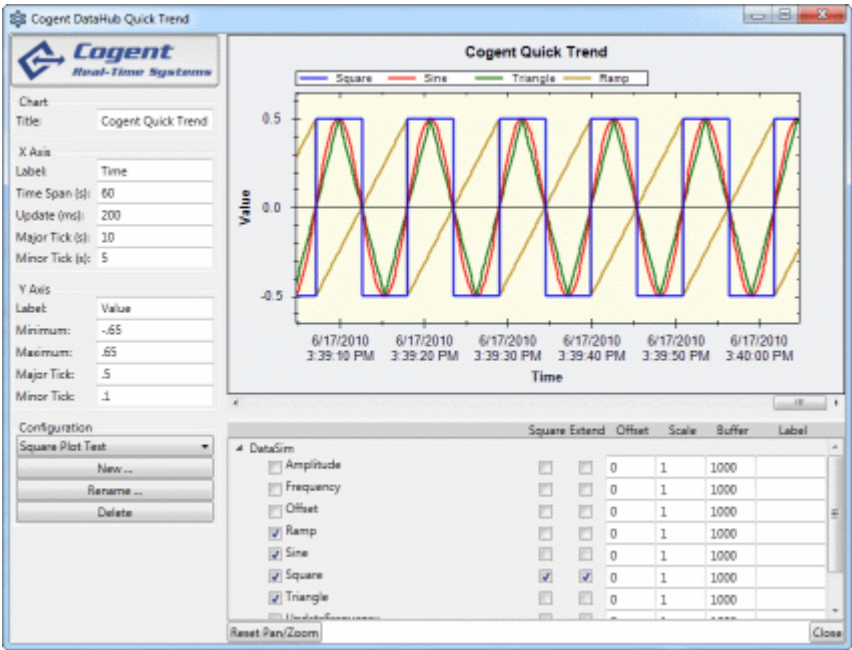 Cogent DataHub Quick Trend
Cogent
Real-Time Systems
Chart
Title: Cogent Quick Trend
X Axis
Label: Time
Time Span (s): 60
Update (ms): 200
Major Tick (s): 10
Minor Tick (s): 5
Y Axis
Label: Value
Minimum: -.65
Maximum: .65
Major Tick: .5
Minor Tick: .1
Configuration
Square Plot Test
New ...
Rename ...
Delete
Cogent Quick Trend
Square Sine Triangle Ramp
0.5
0.0
-0.5
Value
6/17/2010 6/17/2010 6/17/2010 6/17/2010 6/17/2010 6/17/2010
3:39:10 PM 3:39:20 PM 3:39:30 PM 3:39:40 PM 3:39:50 PM 3:40:00 PM
Time
Square Extend Offset Scale Buffer Label
DataSim
Amplitude 0 1 1000
Frequency 0 1 1000
Offset 0 1 1000
Ramp 0 1 1000
Sine 0 1 1000
Square 0 1 1000
Triangle 0 1 1000
Reset Pan/Zoom
Close